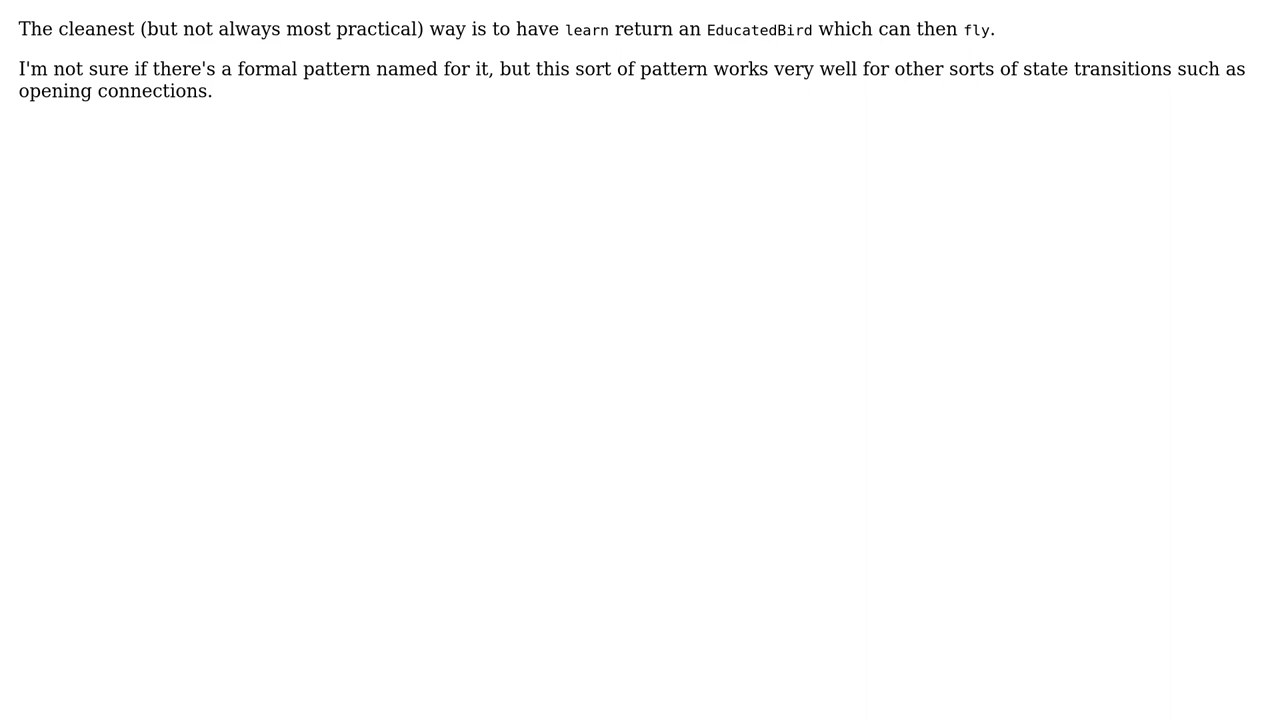 The cleanest (but not always most practical) way is to have learn return an EducatedBird which can then fly.
I'm not sure if there's a formal pattern named for it, but this sort of pattern works very well for other sorts of state transitions such as
opening connections.